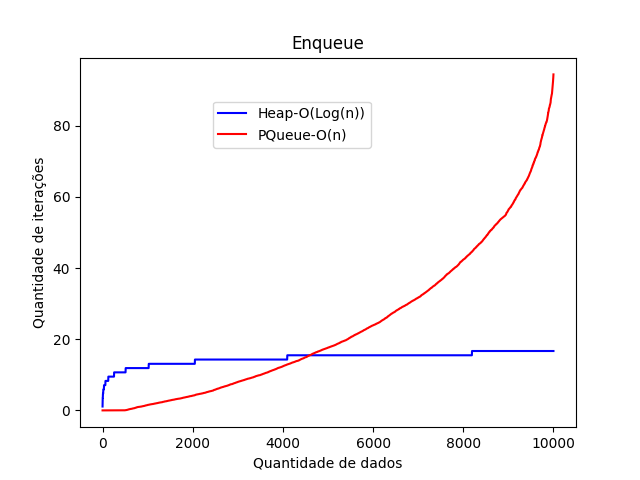 Enqueue
Heap-O(Log(n))
PQueue-O(n)
Quantidade de iterações
80
60
40
20
0
0 2000 4000 6000 8000 10000
Quantidade de dados